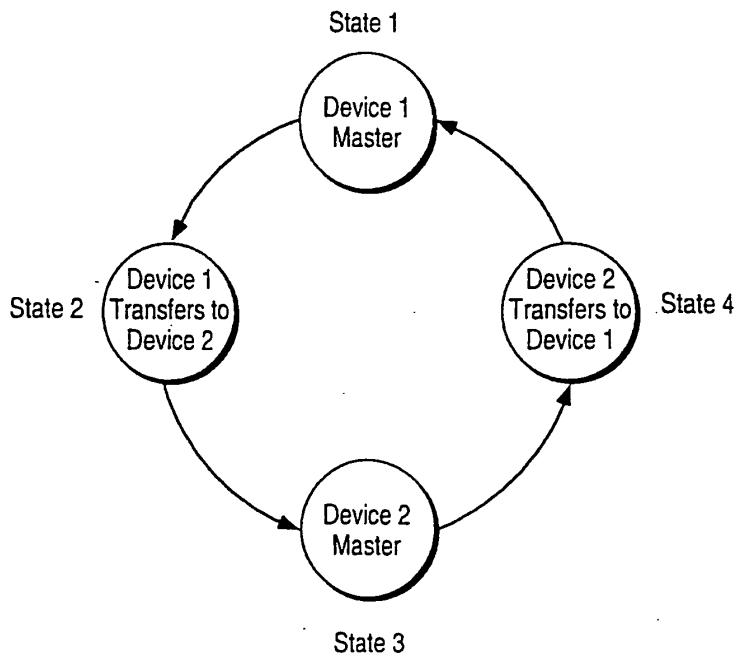 State 1
Device 1
Master
State 2
Device 1
Transfers to
Device 2
Device 2
Transfers to
Device 1
State 4
Device 2
Master
State 3